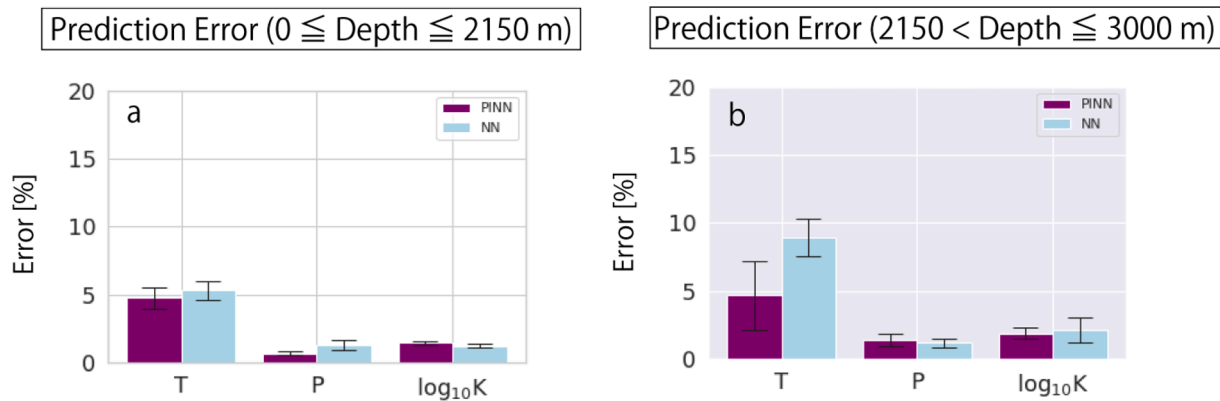 Prediction Error (0 ≦ Depth ≦ 2150 m)
a
PINN
NN
Error [%]
20
15
10
5
0
T
P
log₁₀K
Prediction Error (2150 < Depth ≦ 3000 m)
b
PINN
NN
Error [%]
20
15
10
5
0
T
P
log₁₀K